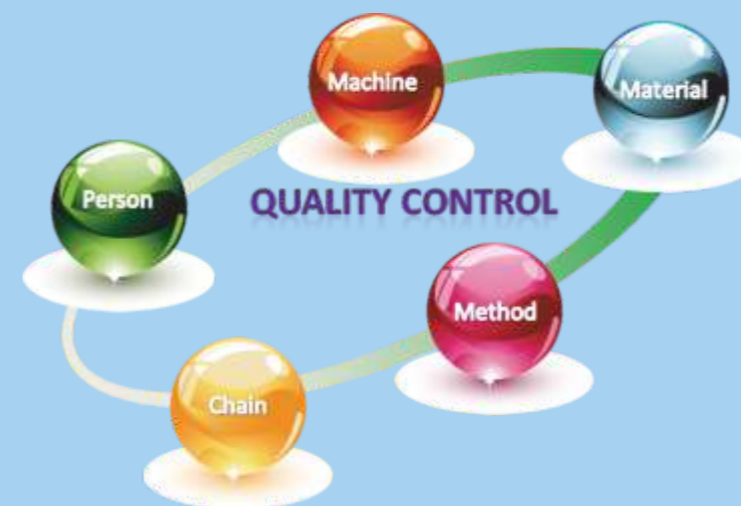 Machine
Material
Person
QUALITY CONTROL
Method
Chain